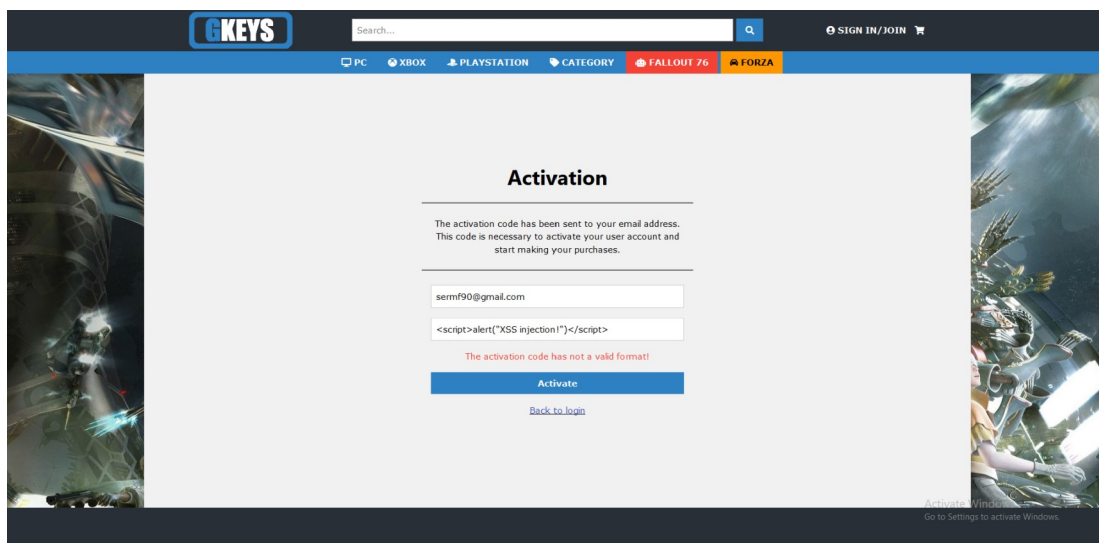 GKEYS
Search...
SIGN IN/JOIN
PC XBOX PLAYSTATION CATEGORY FALLOUT 76 FORZA
Activation
The activation code has been sent to your email address.
This code is necessary to activate your user account and
start making your purchases.
sermf90@gmail.com
<script>alert("XSS injection!")</script>
The activation code has not a valid format!
Activate
Back to login
Activate Windows
Go to Settings to activate Windows.